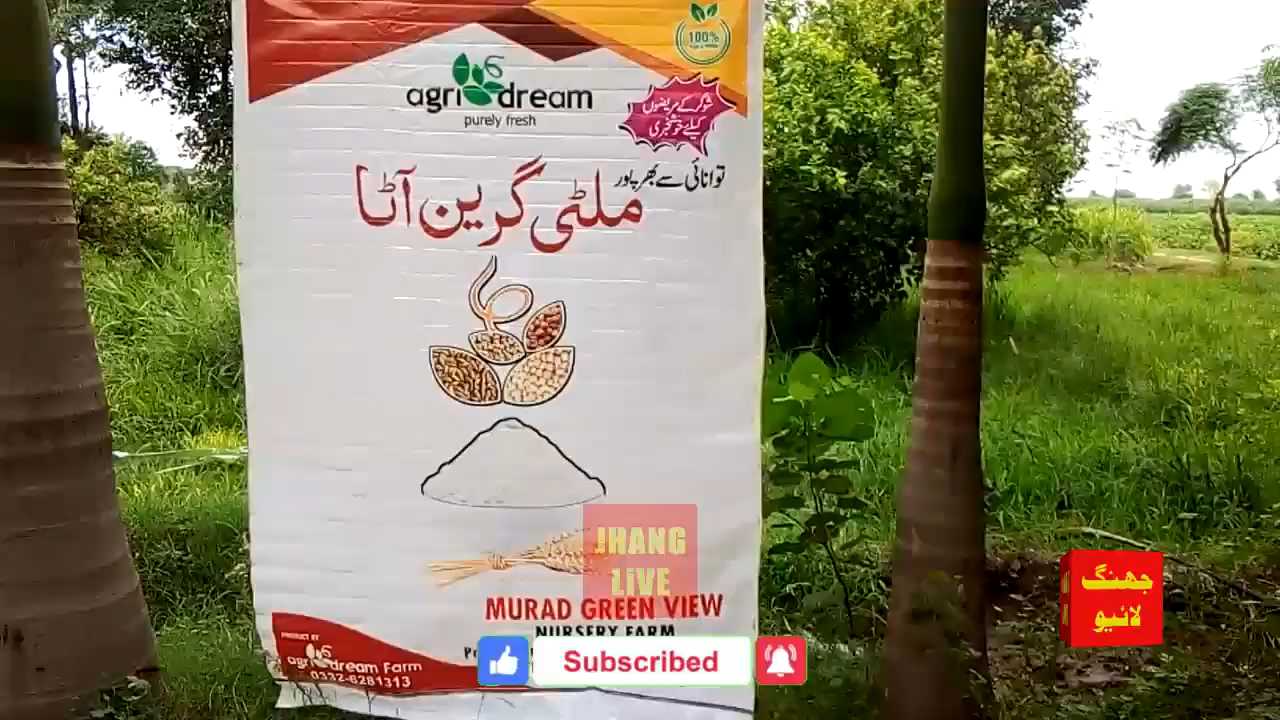 100%
agri dream
purely fresh
شوگر کے مریضوں
کیلئے خوشخبری
توانائی سے بھرپور
ملٹی گرین آٹا
JHANG
LiVE
MURAD GREEN VIEW
NURSERY FARM
PRODUCT BY
agri dream Farm
0332-6281313
Subscribed
جھنگ
لائیو